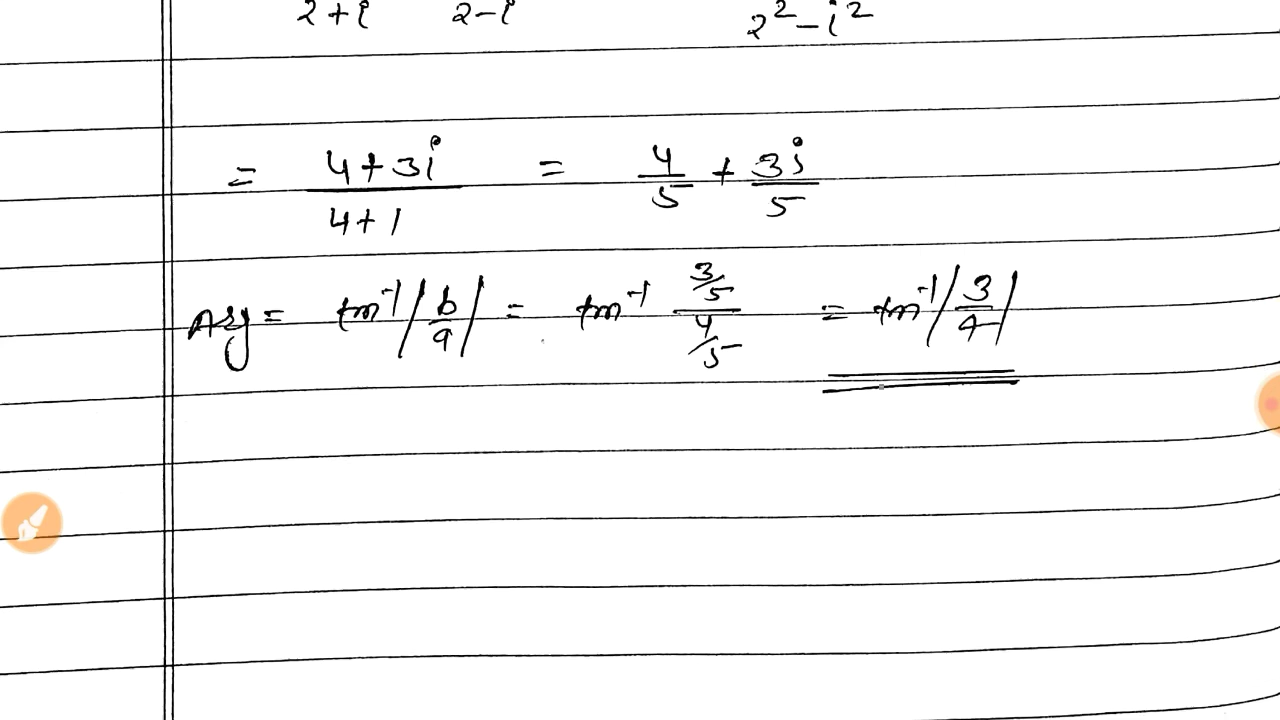 2+i 2-i 2²-i²
= 4+3i/4+1 = 4/5 + 3i/5
Arg = tan⁻¹|b/a| = tan⁻¹ 3/5/4/5 = tan⁻¹|3/4|